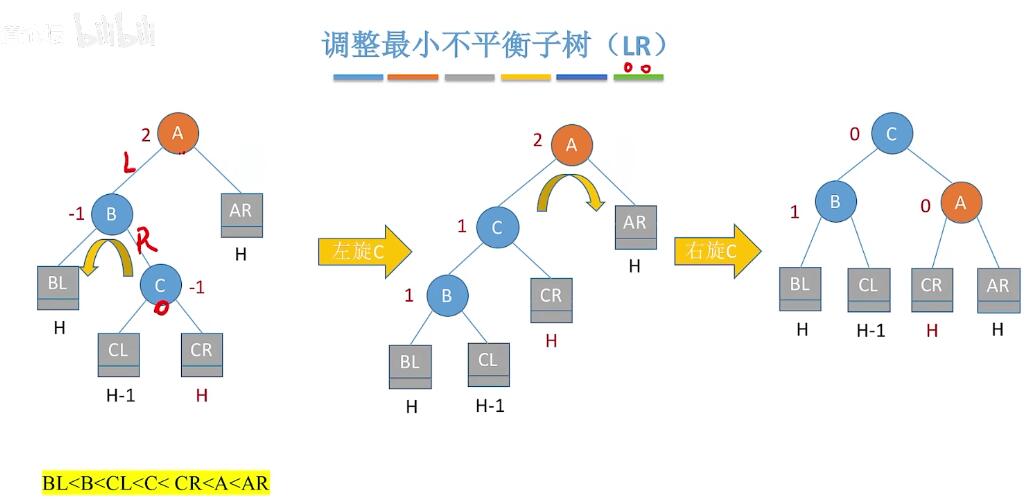 bilibili
调整最小不平衡子树（LR）
2 A
L
-1 B
AR
H
R
BL
H
C -1
CL
H-1
CR
H
左旋C
2 A
1 C
AR
H
1 B
CR
H
BL
H
CL
H-1
右旋C
0 C
1 B
0 A
BL
CL
CR
AR
H
H-1
H
H
BL<B<CL<C< CR<A<AR